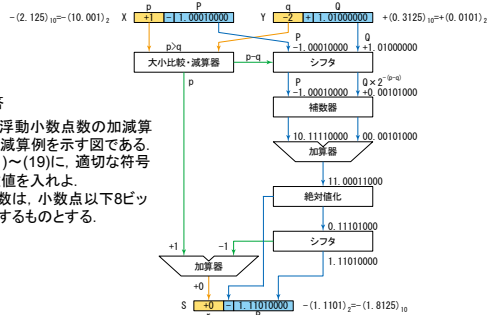 p P q Q
-(2.125)₁₀=-(10.001)₂ X +1 - 1.00010000 Y -2 + 1.01000000 +(0.3125)₁₀=+(0.0101)₂
p>q P Q
-1.00010000 +1.01000000
大小比較・減算器 p-q シフタ
p P Q×2⁻⁽ᵖ⁻ᑫ⁾
-1.00010000 +0.00101000
補数器
浮動小数点数の加減算
減算例を示す図である.
)～(19)に, 適切な符号
値を入れよ.
数は, 小数点以下8ビッ
するものとする.
10.11110000 00.00101000
加算器
11.00011000
絶対値化
0.11101000
シフタ
+1 -1 1.11010000
加算器
+0
S +0 - 1.11010000 -(1.1101)₂=-(1.8125)₁₀